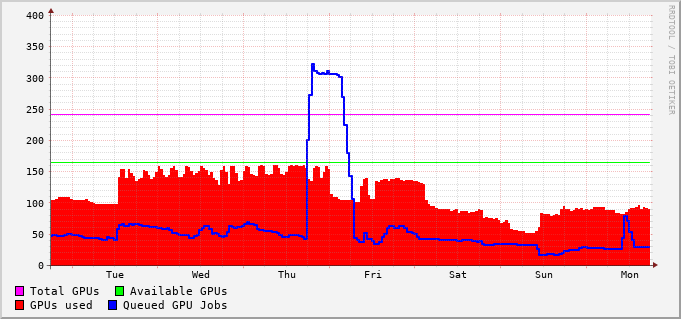 400
350
300
250
200
150
100
50
0
Tue Wed Thu Fri Sat Sun Mon
Total GPUs Available GPUs
GPUs used Queued GPU Jobs
RRDTOOL / TOBI OETIKER